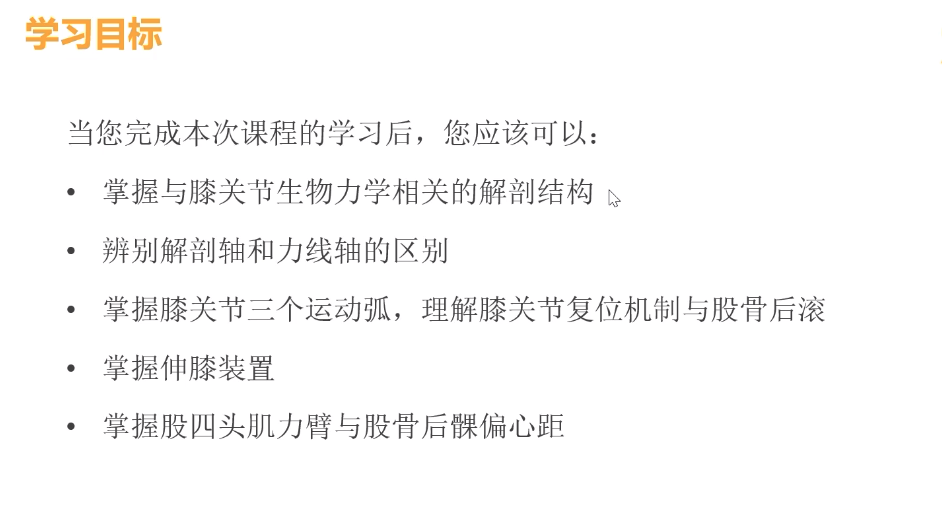 学习目标
当您完成本次课程的学习后，您应该可以：
• 掌握与膝关节生物力学相关的解剖结构
• 辨别解剖轴和力线轴的区别
• 掌握膝关节三个运动弧，理解膝关节复位机制与股骨后滚
• 掌握伸膝装置
• 掌握股四头肌力臂与股骨后髁偏心距